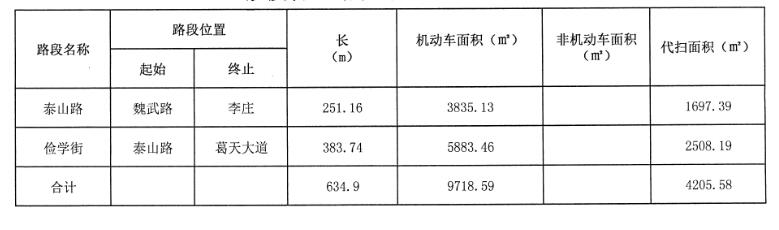 路段名称 路段位置 长 机动车面积（㎡） 非机动车面积 代扫面积（㎡）
起始 终止 （m） （㎡）
泰山路 魏武路 李庄 251.16 3835.13 1697.39
俭学街 泰山路 葛天大道 383.74 5883.46 2508.19
合计 634.9 9718.59 4205.58